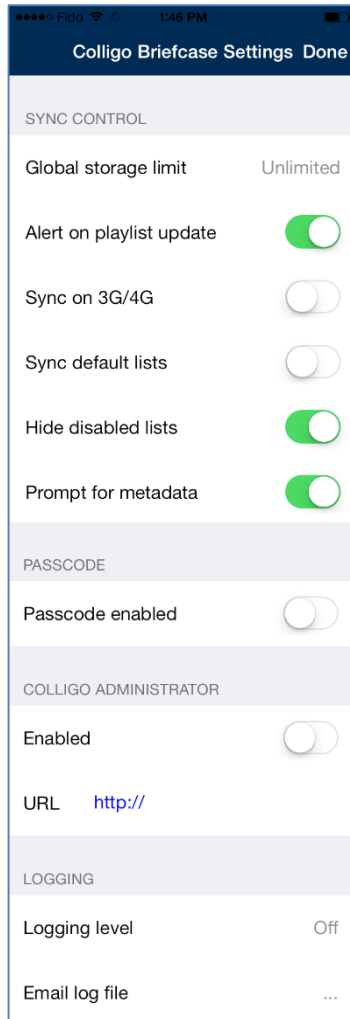 Fido 1:46 PM
Colligo Briefcase Settings Done
SYNC CONTROL
Global storage limit Unlimited
Alert on playlist update
Sync on 3G/4G
Sync default lists
Hide disabled lists
Prompt for metadata
PASSCODE
Passcode enabled
COLLIGO ADMINISTRATOR
Enabled
URL http://
LOGGING
Logging level Off
Email log file ...